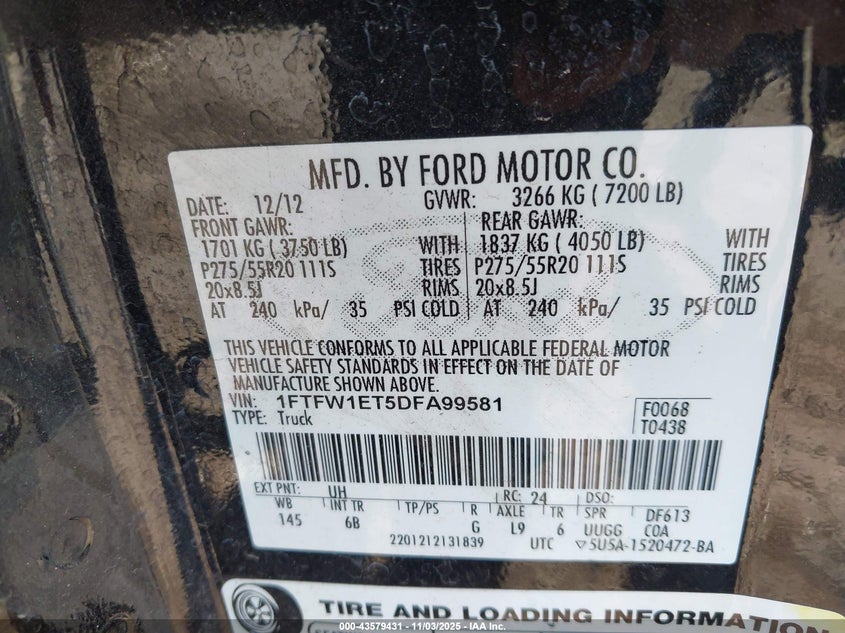 MFD. BY FORD MOTOR CO.
DATE: 12/12 GVWR: 3266 KG ( 7200 LB)
FRONT GAWR: REAR GAWR:
1701 KG ( 3750 LB) WITH 1837 KG ( 4050 LB) WITH
P275/55R20 111S TIRES P275/55R20 111S TIRES
20x8.5J RIMS 20x8.5J RIMS
AT 240 kPa/ 35 PSI COLD AT 240 kPa/ 35 PSI COLD
THIS VEHICLE CONFORMS TO ALL APPLICABLE FEDERAL MOTOR
VEHICLE SAFETY STANDARDS IN EFFECT ON THE DATE OF
MANUFACTURE SHOWN ABOVE.
VIN: 1FTFW1ET5DFA99581 F0068
TYPE: Truck T0438
EXT PNT: UH RC: 24 DSO:
WB INT TR TP/PS R AXLE TR SPR DF613
145 6B G L9 6 UUGG C0A
2201212131839 UTC ▽5U5A-1520472-BA
TIRE AND LOADING INFORMATION
000-43579431 - 11/03/2025 - IAA Inc.